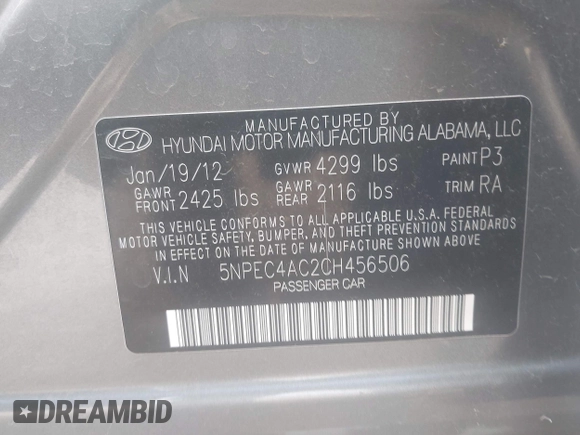 MANUFACTURED BY
HYUNDAI MOTOR MANUFACTURING ALABAMA, LLC
Jan/19/12 GVWR 4299 lbs PAINT P3
GAWR FRONT 2425 lbs GAWR REAR 2116 lbs TRIM RA
THIS VEHICLE CONFORMS TO ALL APPLICABLE U.S.A. FEDERAL
MOTOR VEHICLE SAFETY, BUMPER, AND THEFT PREVENTION
STANDARDS IN EFFECT ON THE DATE OF MANUFACTURE SHOWN ABOVE.
V.I.N 5NPEC4AC2CH456506
PASSENGER CAR
DREAMBID